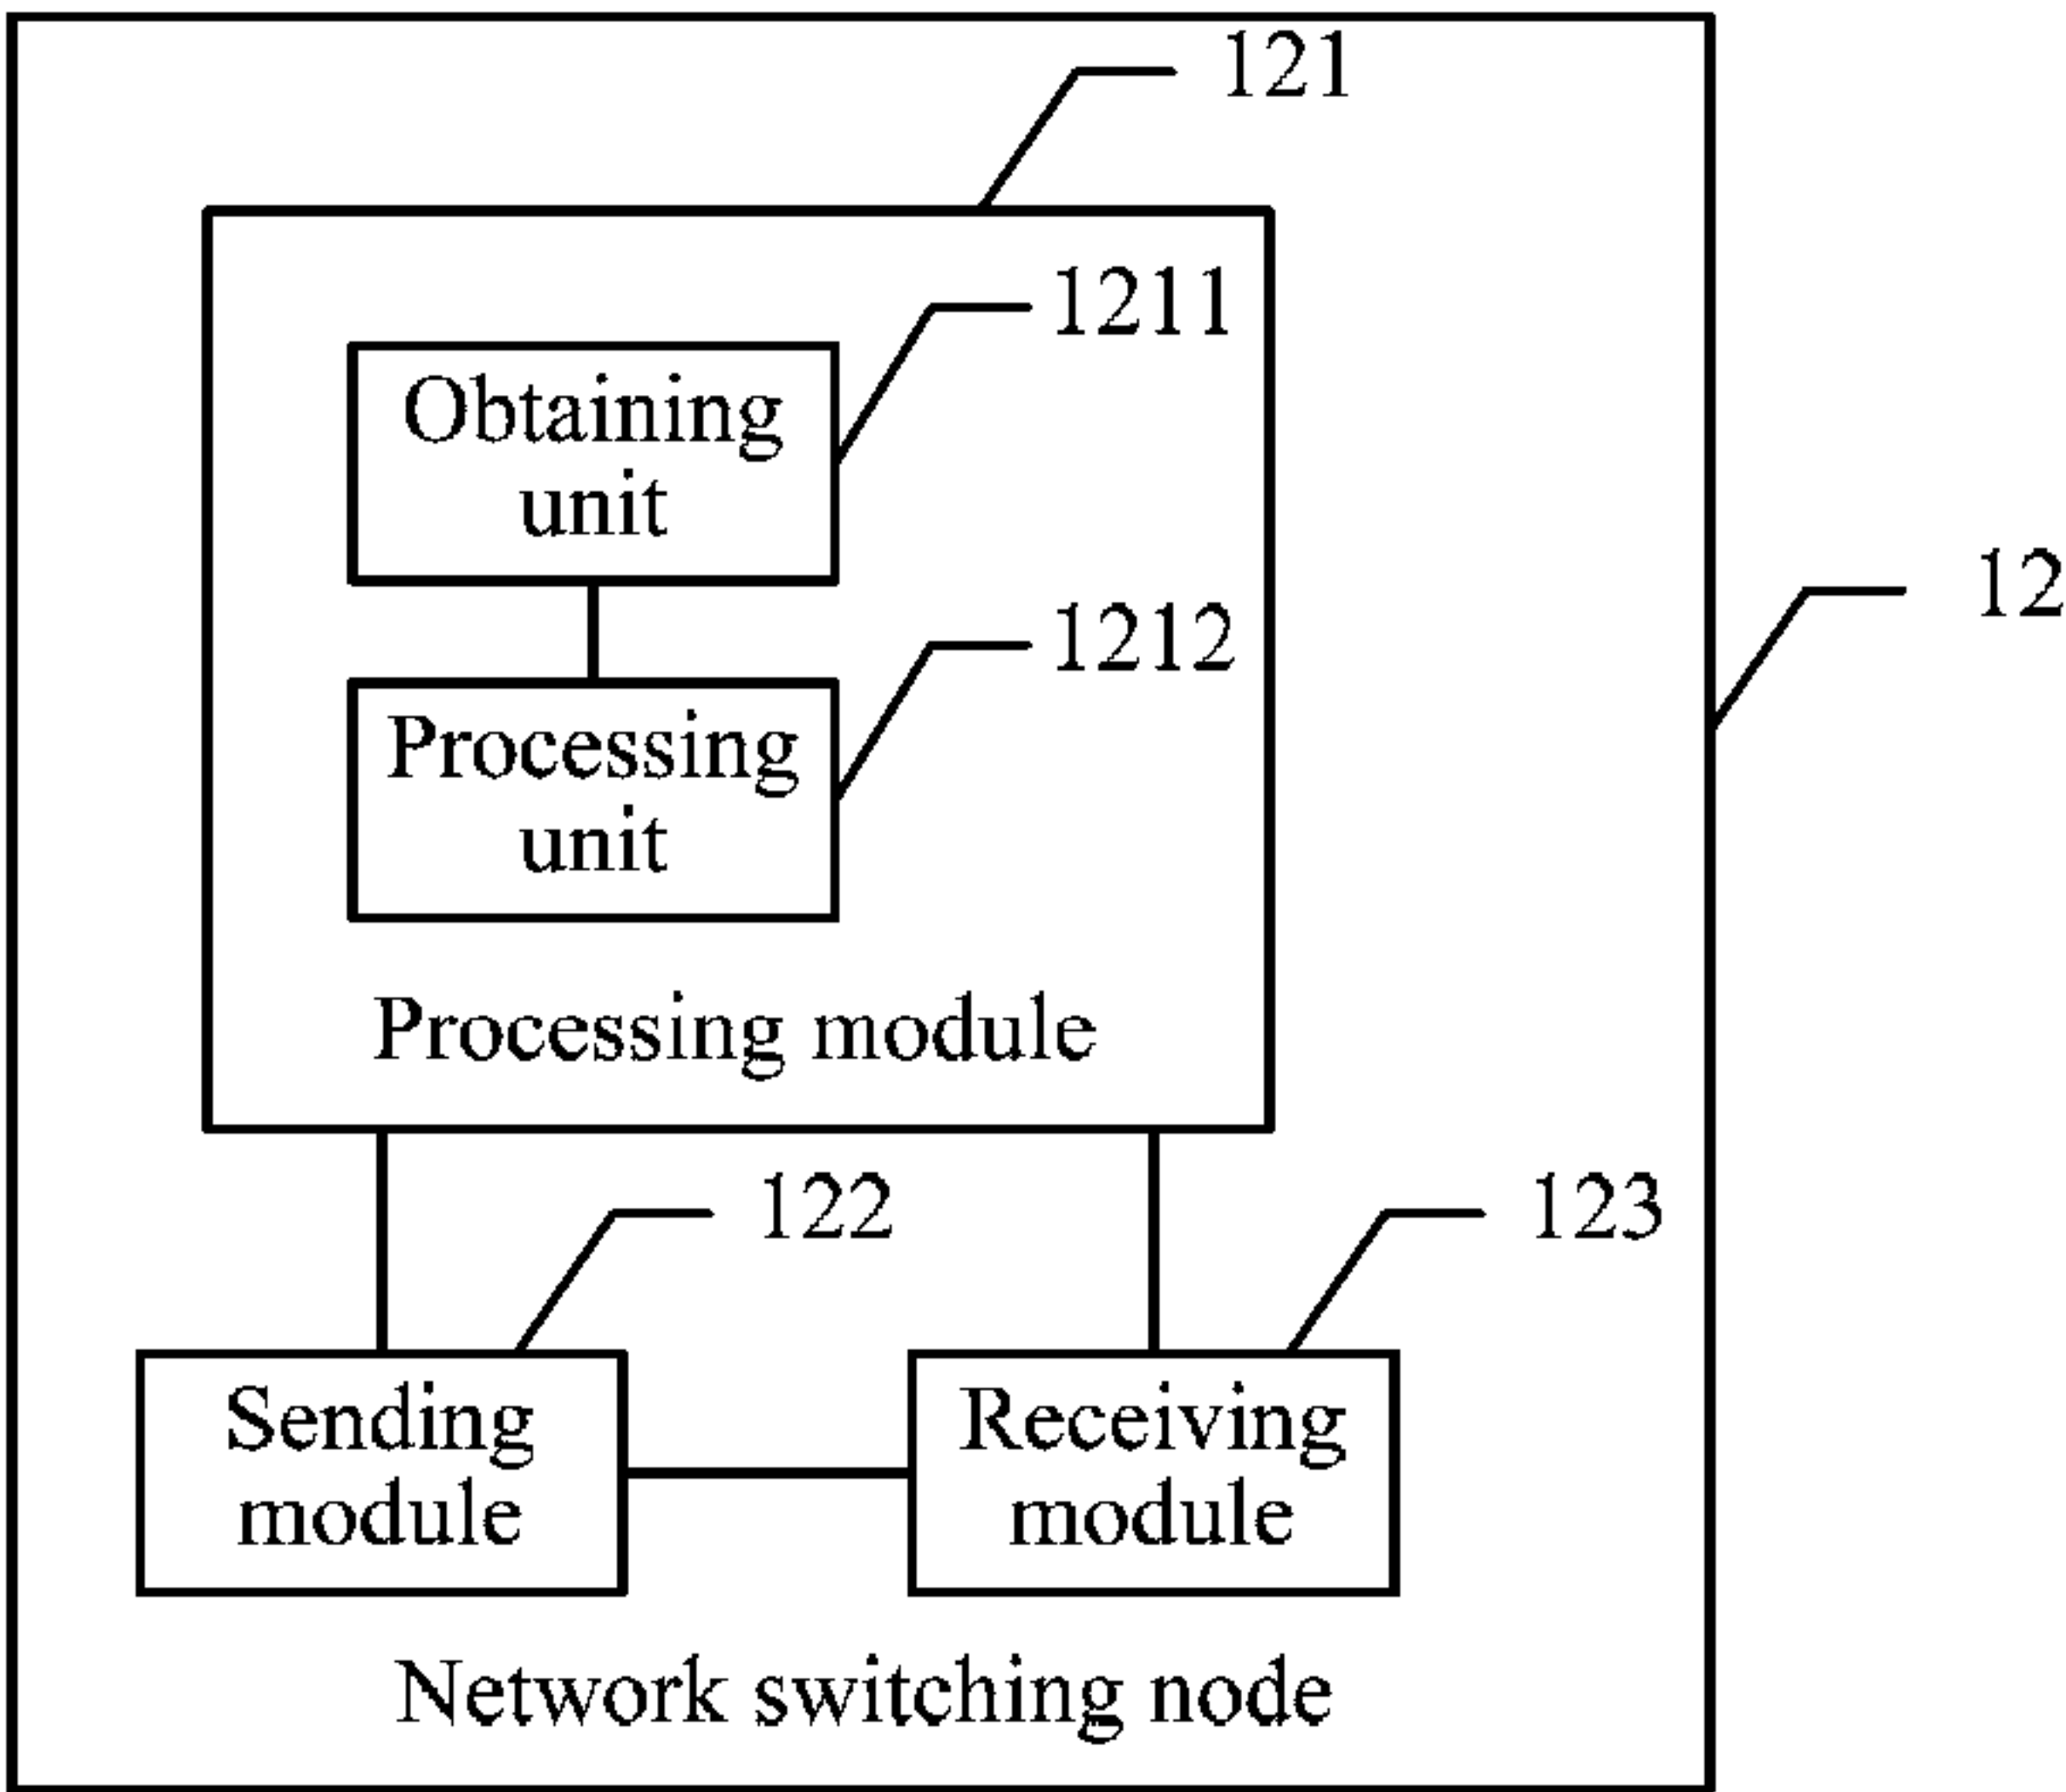 121
1211
Obtaining
unit
12
1212
Processing
unit
Processing module
122
123
Sending
module
Receiving
module
Network switching node